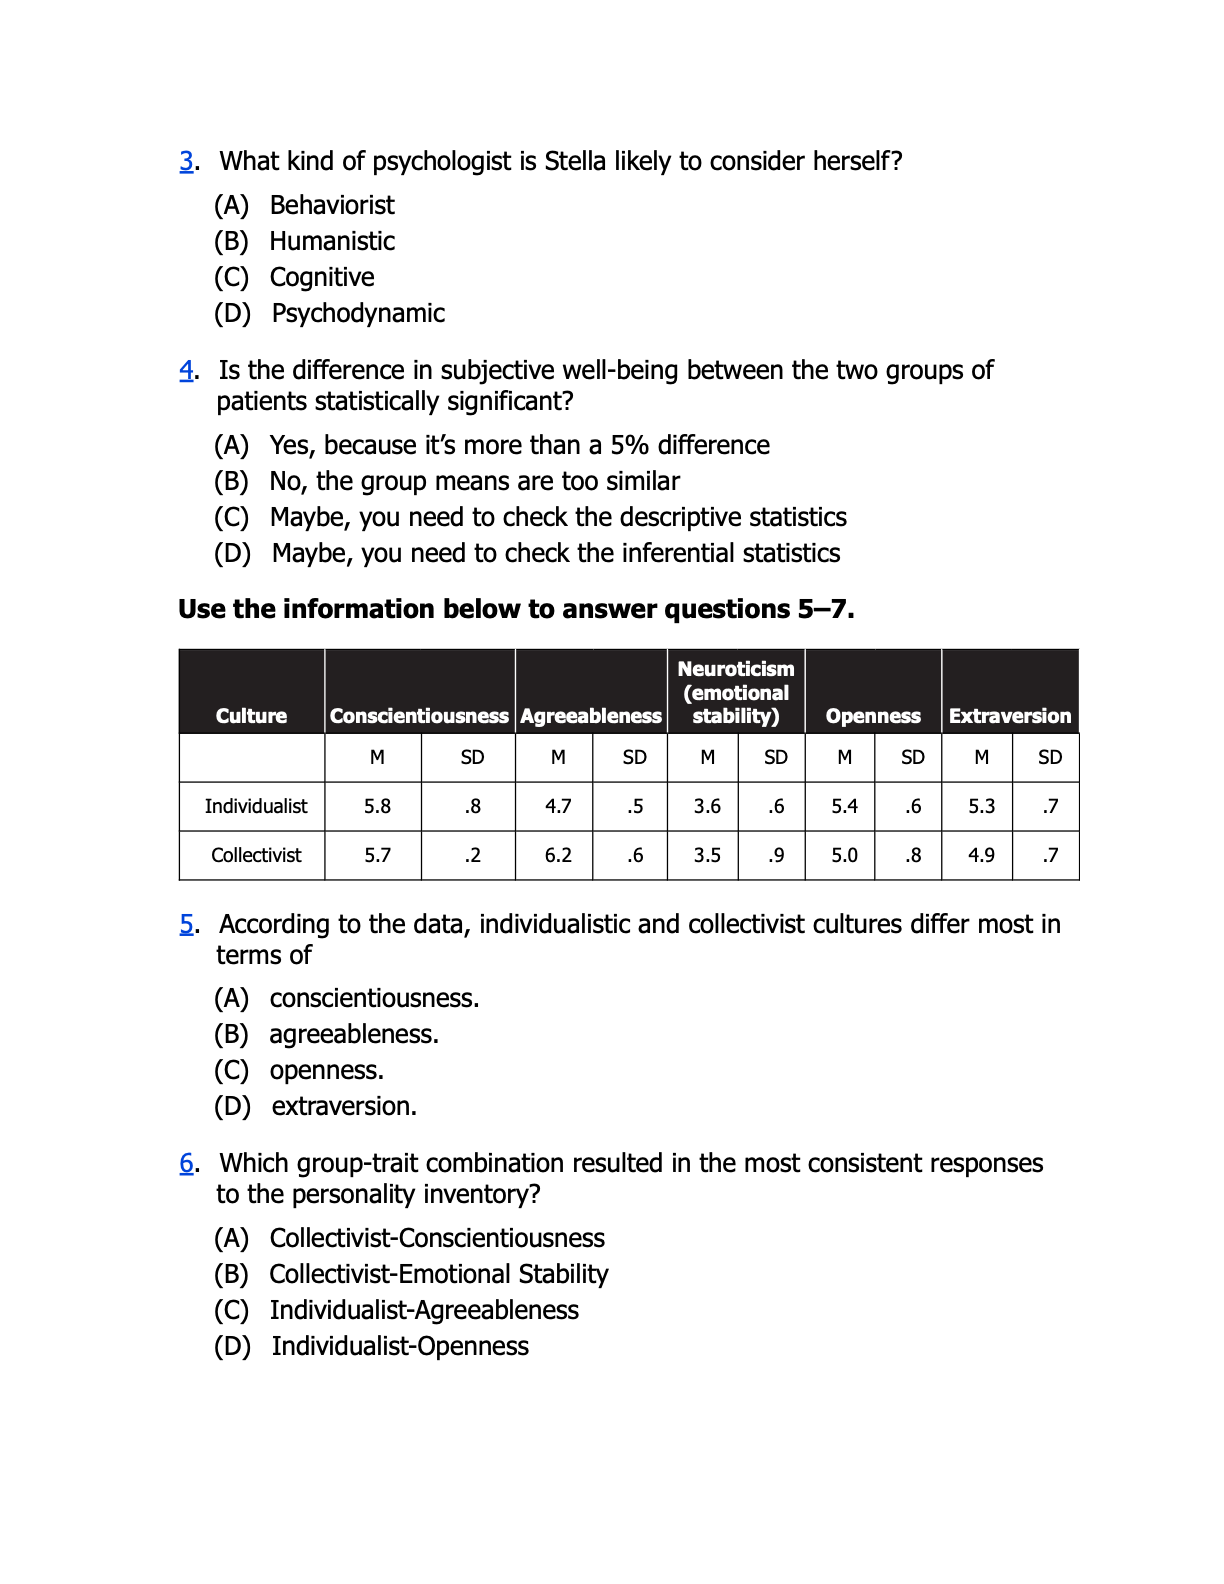 3. What kind of psychologist is Stella likely to consider herself?
(A) Behaviorist
(B) Humanistic
(C) Cognitive
(D) Psychodynamic
4. Is the difference in subjective well-being between the two groups of
patients statistically significant?
(A) Yes, because it’s more than a 5% difference
(B) No, the group means are too similar
(C) Maybe, you need to check the descriptive statistics
(D) Maybe, you need to check the inferential statistics
Use the information below to answer questions 5–7.
Culture Conscientiousness Agreeableness Neuroticism (emotional stability) Openness Extraversion
M SD M SD M SD M SD M SD
Individualist 5.8 .8 4.7 .5 3.6 .6 5.4 .6 5.3 .7
Collectivist 5.7 .2 6.2 .6 3.5 .9 5.0 .8 4.9 .7
5. According to the data, individualistic and collectivist cultures differ most in
terms of
(A) conscientiousness.
(B) agreeableness.
(C) openness.
(D) extraversion.
6. Which group-trait combination resulted in the most consistent responses
to the personality inventory?
(A) Collectivist-Conscientiousness
(B) Collectivist-Emotional Stability
(C) Individualist-Agreeableness
(D) Individualist-Openness